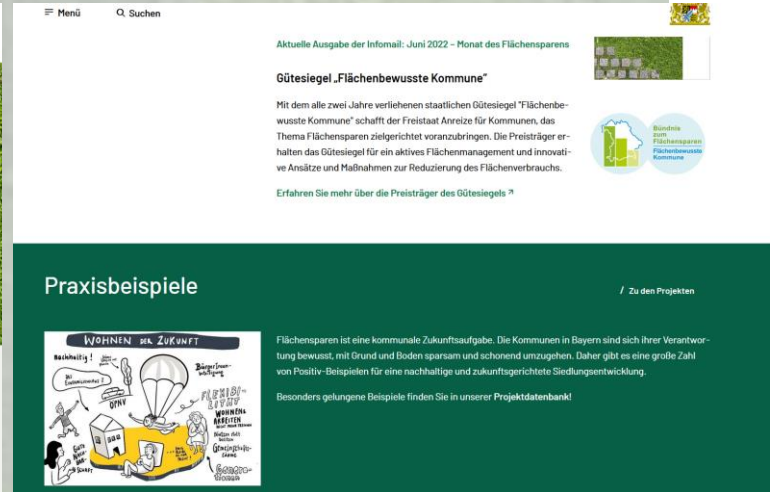 Menü
Suchen
Aktuelle Ausgabe der Infomail: Juni 2022 – Monat des Flächensparens
Gütesiegel „Flächenbewusste Kommune“
Mit dem alle zwei Jahre verliehenen staatlichen Gütesiegel "Flächenbe-
wusste Kommune" schafft der Freistaat Anreize für Kommunen, das
Thema Flächensparen zielgerichtet voranzubringen. Die Preisträger er-
halten das Gütesiegel für ein aktives Flächenmanagement und innovati-
ve Ansätze und Maßnahmen zur Reduzierung des Flächenverbrauchs.
Erfahren Sie mehr über die Preisträger des Gütesiegels
Bündnis
zum
Flächensparen
Flächenbewusste
Kommune
Praxisbeispiele
/ Zu den Projekten
Flächensparen ist eine kommunale Zukunftsaufgabe. Die Kommunen in Bayern sind sich ihrer Verantwor-
tung bewusst, mit Grund und Boden sparsam und schonend umzugehen. Daher gibt es eine große Zahl
von Positiv-Beispielen für eine nachhaltige und zukunftsgerichtete Siedlungsentwicklung.
Besonders gelungene Beispiele finden Sie in unserer Projektdatenbank!
WOHNEN DER ZUKUNFT
nachhaltig!
ÖPNV
FLEXIBI-
LITÄT
WOHNEN &
ARBEITEN
Gemeinschafts-
Genera-
tionen